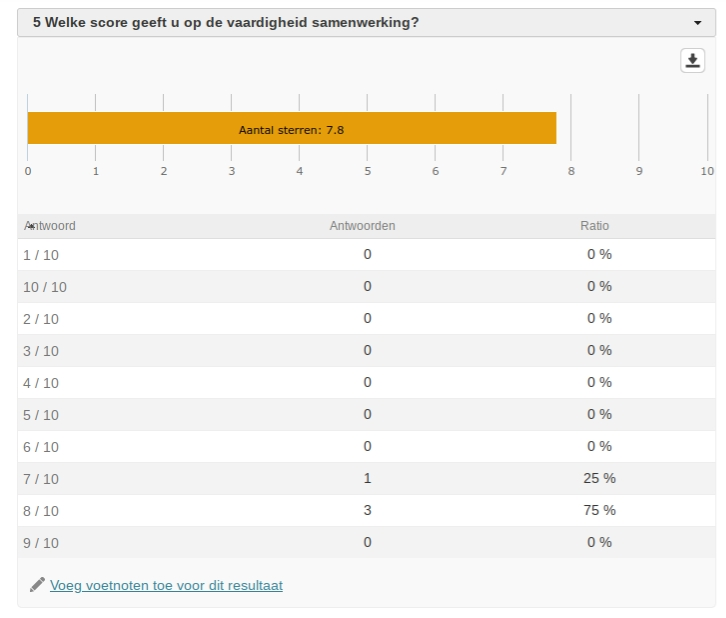 5 Welke score geeft u op de vaardigheid samenwerking?
Aantal sterren: 7.8
0 1 2 3 4 5 6 7 8 9 10
Antwoord Antwoorden Ratio
1 / 10 0 0 %
10 / 10 0 0 %
2 / 10 0 0 %
3 / 10 0 0 %
4 / 10 0 0 %
5 / 10 0 0 %
6 / 10 0 0 %
7 / 10 1 25 %
8 / 10 3 75 %
9 / 10 0 0 %
Voeg voetnoten toe voor dit resultaat